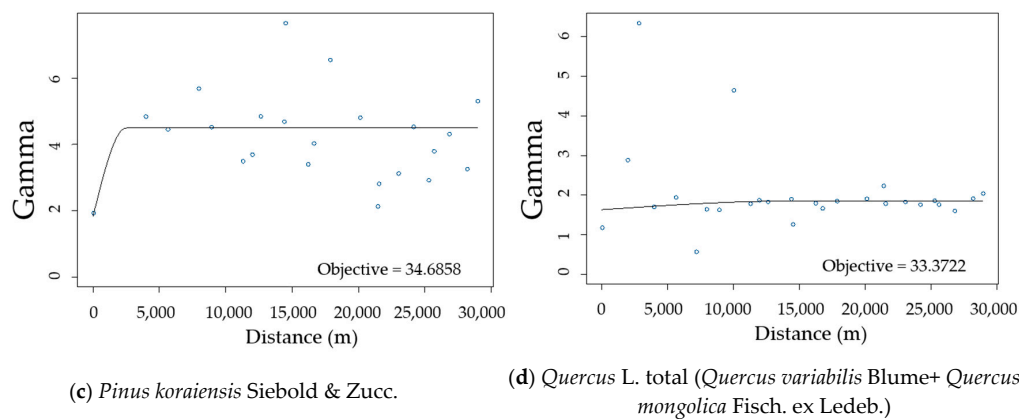 Gamma
6
4
2
0
Objective = 34.6858
0 5,000 10,000 15,000 20,000 25,000 30,000
Distance (m)
(c) Pinus koraiensis Siebold & Zucc.
Gamma
6
5
4
3
2
1
0
Objective = 33.3722
0 5,000 10,000 15,000 20,000 25,000 30,000
Distance (m)
(d) Quercus L. total (Quercus variabilis Blume+ Quercus
mongolica Fisch. ex Ledeb.)